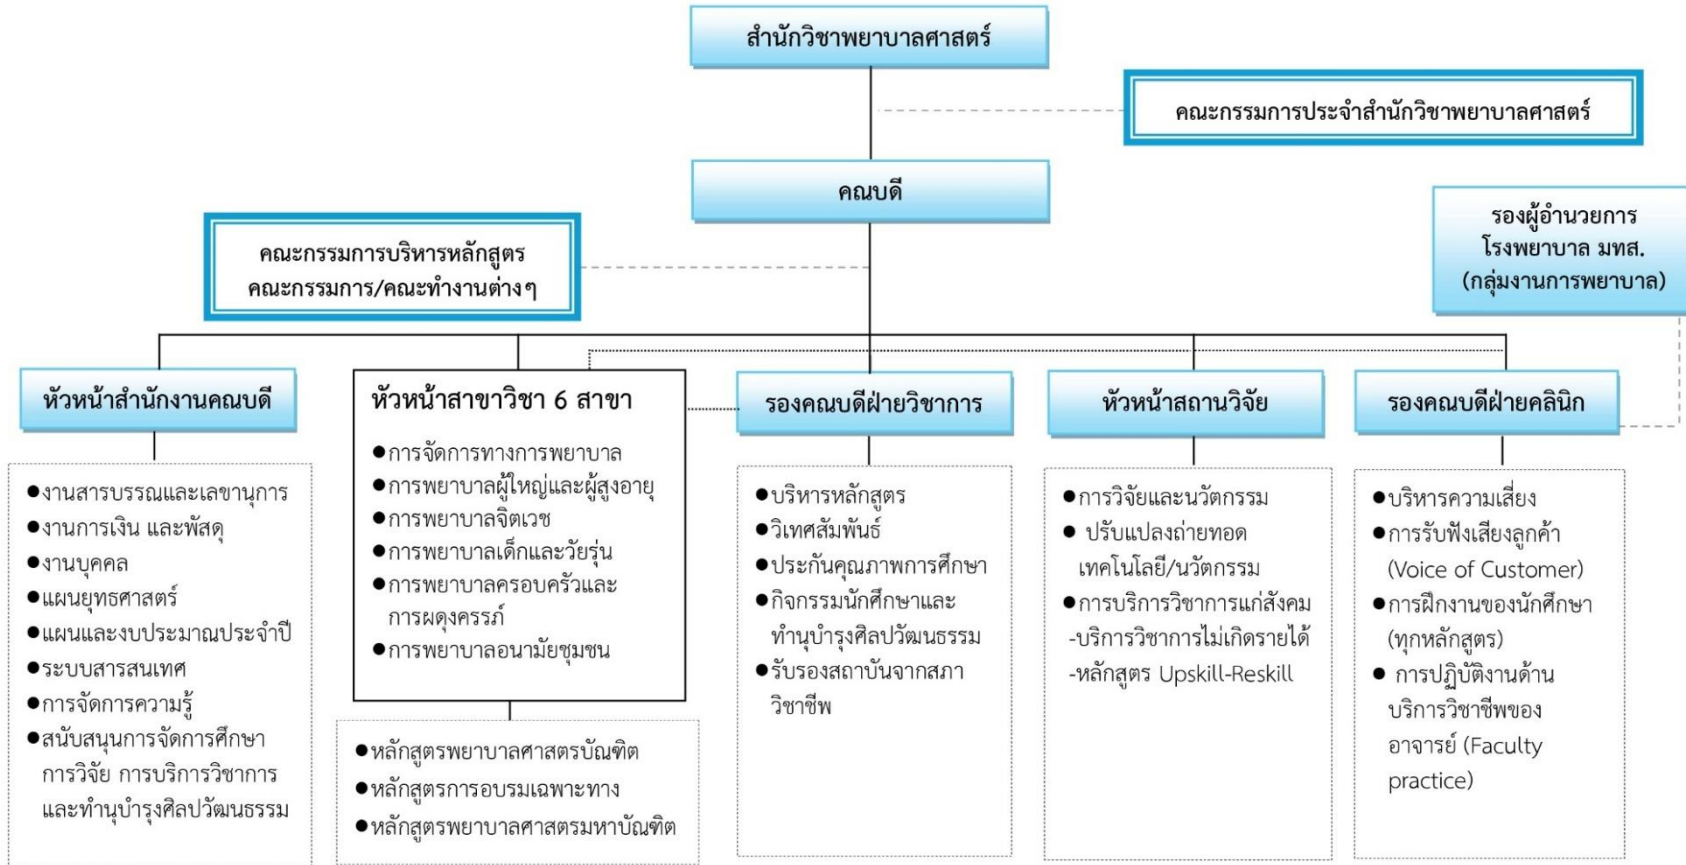 สำนักวิชาพยาบาลศาสตร์
คณะกรรมการประจำสำนักวิชาพยาบาลศาสตร์
คณบดี
คณะกรรมการบริหารหลักสูตร
คณะกรรมการ/คณะทำงานต่างๆ
รองผู้อำนวยการ
โรงพยาบาล มทส.
(กลุ่มงานการพยาบาล)
หัวหน้าสำนักงานคณบดี
●งานสารบรรณและเลขานุการ
●งานการเงิน และพัสดุ
●งานบุคคล
●แผนยุทธศาสตร์
●แผนและงบประมาณประจำปี
●ระบบสารสนเทศ
●การจัดการความรู้
●สนับสนุนการจัดการศึกษา
การวิจัย การบริการวิชาการ
และทำนุบำรุงศิลปวัฒนธรรม
หัวหน้าสาขาวิชา 6 สาขา
●การจัดการทางการพยาบาล
●การพยาบาลผู้ใหญ่และผู้สูงอายุ
●การพยาบาลจิตเวช
●การพยาบาลเด็กและวัยรุ่น
●การพยาบาลครอบครัวและ
การผดุงครรภ์
●การพยาบาลอนามัยชุมชน
●หลักสูตรพยาบาลศาสตรบัณฑิต
●หลักสูตรการอบรมเฉพาะทาง
●หลักสูตรพยาบาลศาสตรมหาบัณฑิต
รองคณบดีฝ่ายวิชาการ
●บริหารหลักสูตร
●วิเทศสัมพันธ์
●ประกันคุณภาพการศึกษา
●กิจกรรมนักศึกษาและ
ทำนุบำรุงศิลปวัฒนธรรม
●รับรองสถาบันจากสภา
วิชาชีพ
หัวหน้าสถานวิจัย
●การวิจัยและนวัตกรรม
● ปรับแปลงถ่ายทอด
เทคโนโลยี/นวัตกรรม
●การบริการวิชาการแก่สังคม
-บริการวิชาการไม่เกิดรายได้
-หลักสูตร Upskill-Reskill
รองคณบดีฝ่ายคลินิก
●บริหารความเสี่ยง
●การรับฟังเสียงลูกค้า
(Voice of Customer)
●การฝึกงานของนักศึกษา
(ทุกหลักสูตร)
● การปฏิบัติงานด้าน
บริการวิชาชีพของ
อาจารย์ (Faculty
practice)